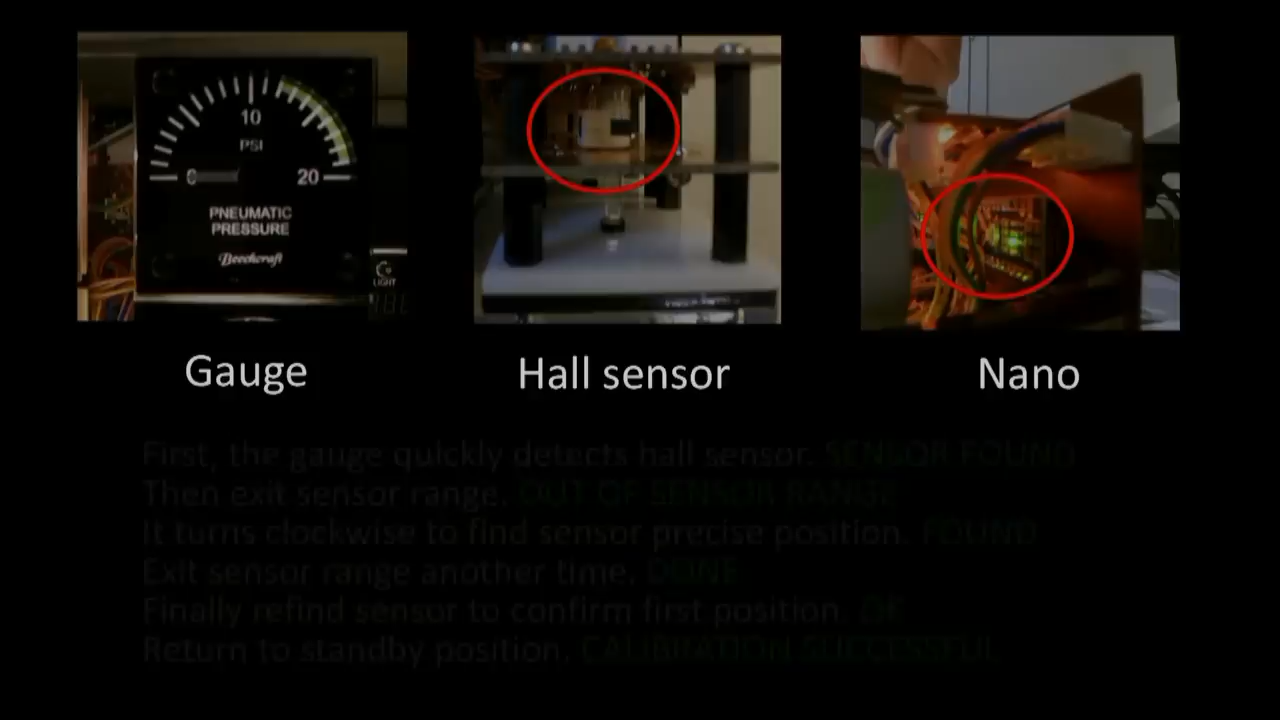 10
PSI
0 20
PNEUMATIC
PRESSURE
Beechcraft
LIGHT
Gauge Hall sensor Nano
First, the gauge quickly detects hall sensor. SENSOR FOUND
Then exit sensor range. OUT OF SENSOR RANGE
It turns clockwise to find sensor precise position. FOUND
Exit sensor range another time. DONE
Finally refind sensor to confirm first position. OK
Return to standby position. CALIBRATION SUCCESSFUL